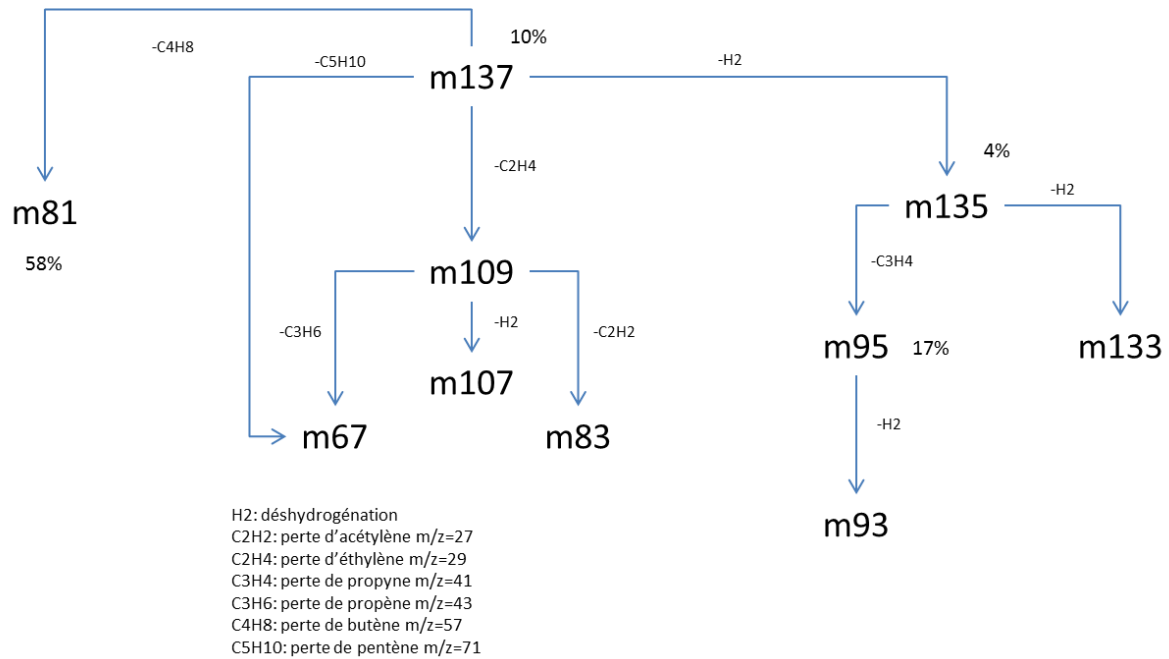 -C4H8
10%
-C5H10
m137
-H2
-C2H4
4%
m81
m135
-H2
58%
m109
-C3H4
-C3H6
-H2
-C2H2
m95 17%
m133
m107
m67
m83
-H2
m93
H2: déshydrogénation
C2H2: perte d'acétylène m/z=27
C2H4: perte d'éthylène m/z=29
C3H4: perte de propyne m/z=41
C3H6: perte de propène m/z=43
C4H8: perte de butène m/z=57
C5H10: perte de pentène m/z=71